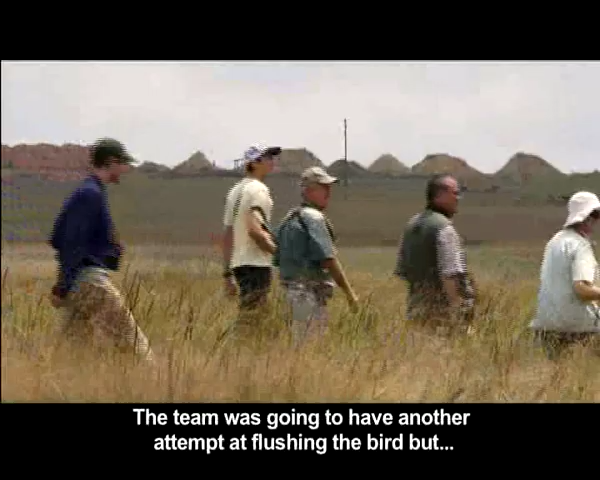 The team was going to have another
attempt at flushing the bird but...